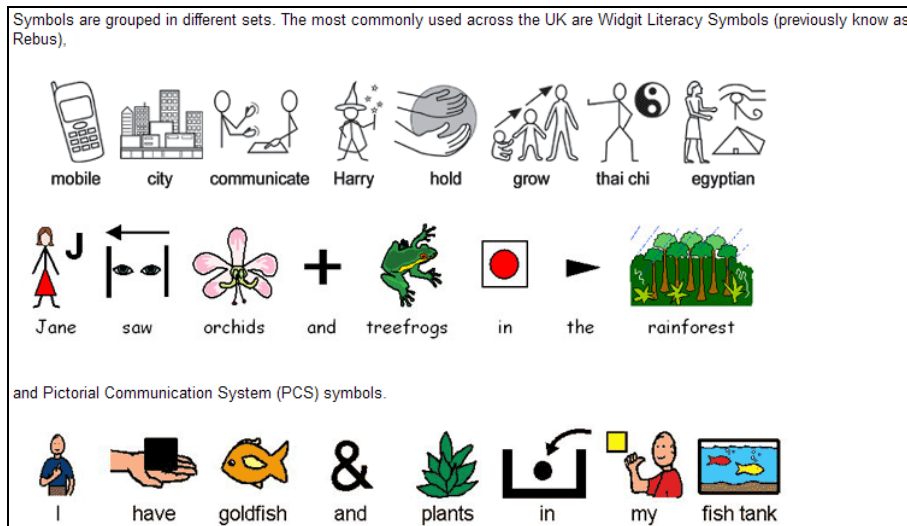 Symbols are grouped in different sets. The most commonly used across the UK are Widgit Literacy Symbols (previously know as
Rebus),
mobile city communicate Harry hold grow thai chi egyptian
J
Jane saw orchids and treefrogs in the rainforest
and Pictorial Communication System (PCS) symbols.
&
I have goldfish and plants in my fish tank